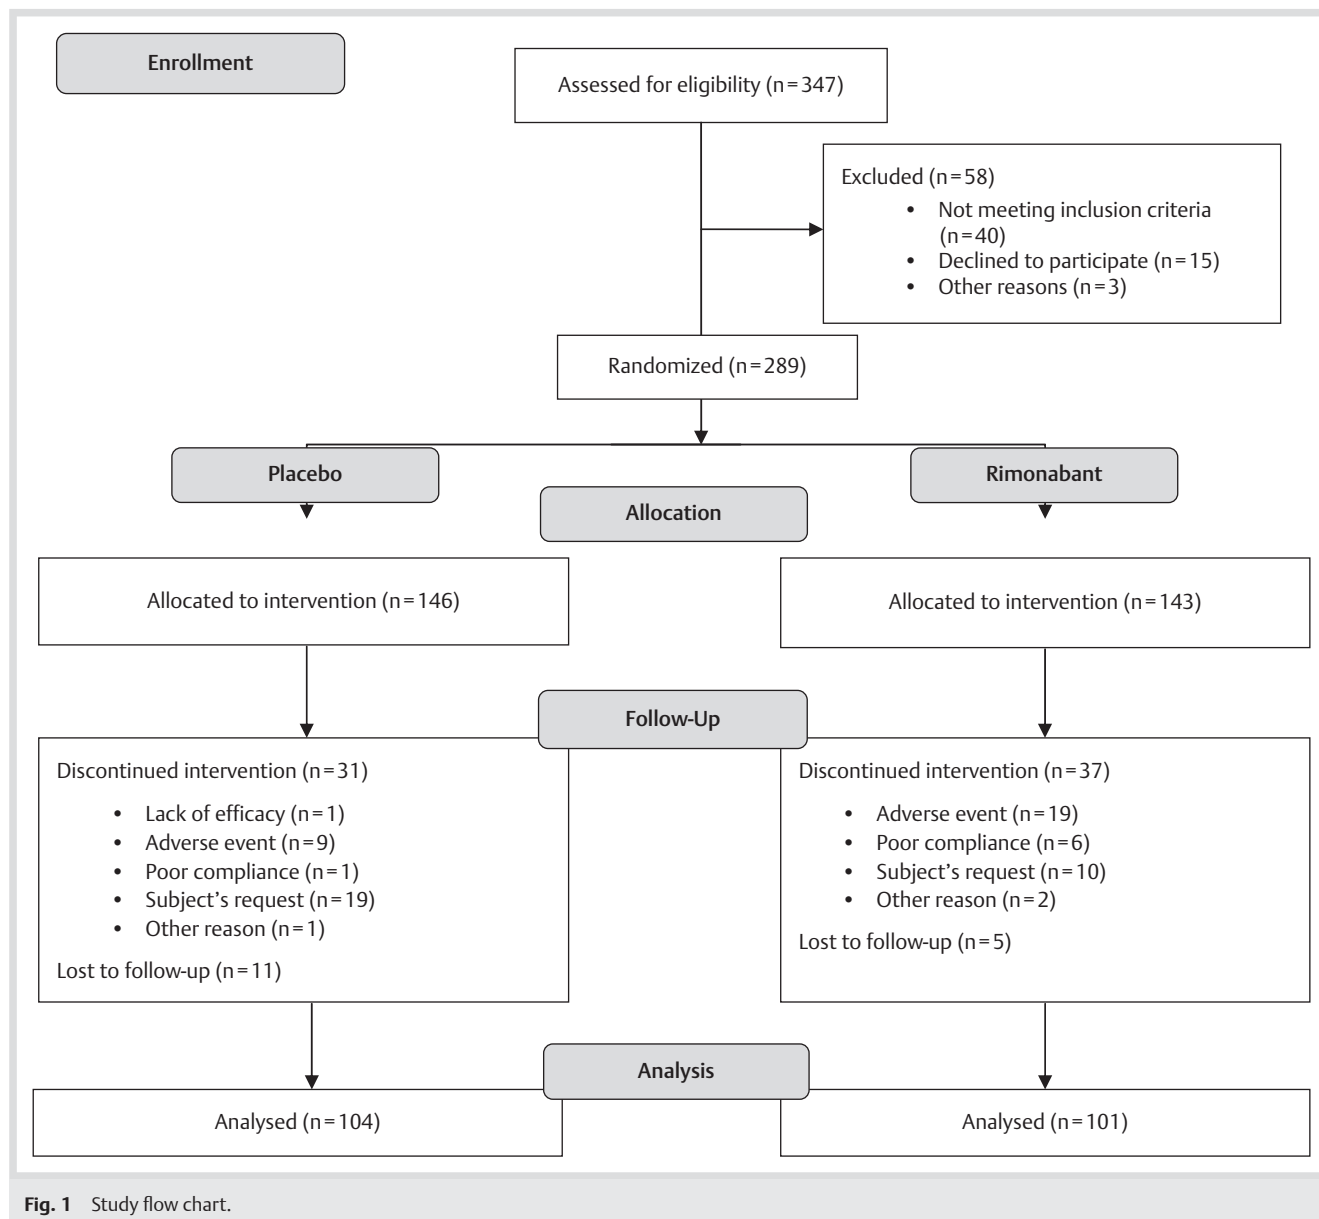 Enrollment
Assessed for eligibility (n=347)
Excluded (n=58)
• Not meeting inclusion criteria
(n=40)
• Declined to participate (n=15)
• Other reasons (n=3)
Randomized (n=289)
Placebo
Rimonabant
Allocation
Allocated to intervention (n=146)
Allocated to intervention (n=143)
Follow-Up
Discontinued intervention (n=31)
• Lack of efficacy (n=1)
• Adverse event (n=9)
• Poor compliance (n=1)
• Subject’s request (n=19)
• Other reason (n=1)
Lost to follow-up (n=11)
Discontinued intervention (n=37)
• Adverse event (n=19)
• Poor compliance (n=6)
• Subject’s request (n=10)
• Other reason (n=2)
Lost to follow-up (n=5)
Analysis
Analysed (n=104)
Analysed (n=101)
Fig. 1 Study flow chart.